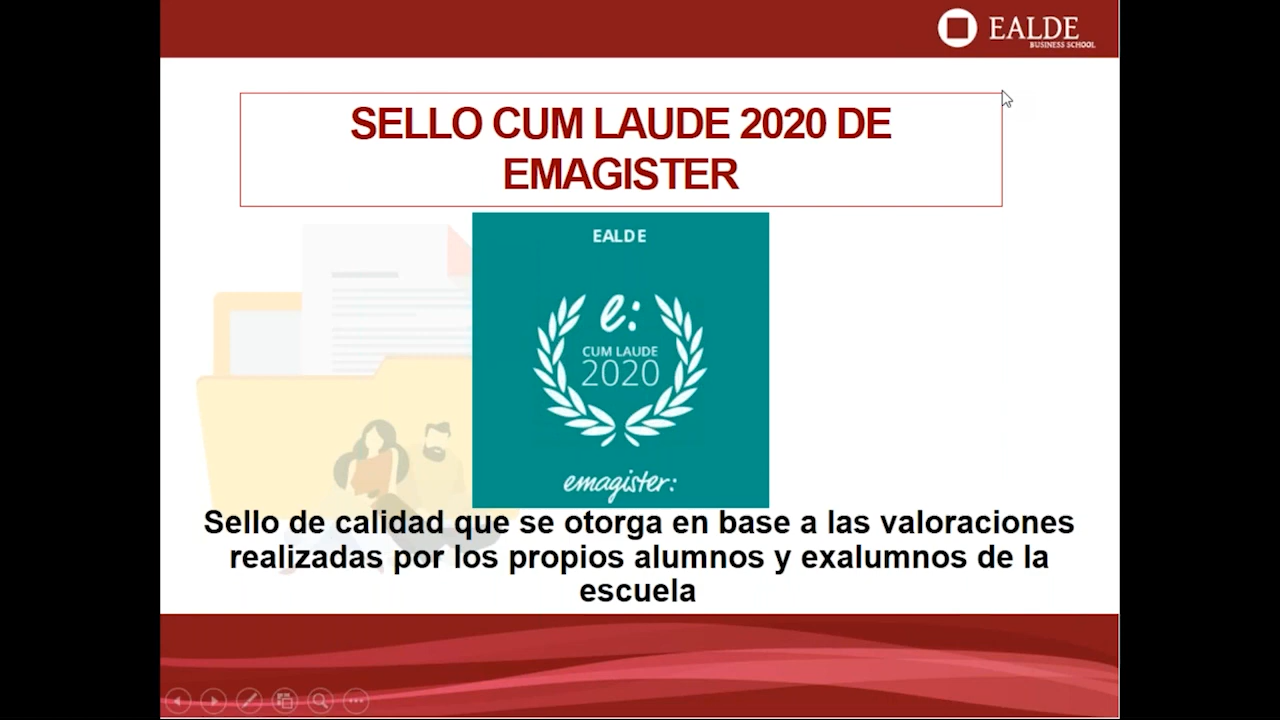 EALDE
BUSINESS SCHOOL
SELLO CUM LAUDE 2020 DE
EMAGISTER
EALDE
e:
CUM LAUDE
2020
emagister:
Sello de calidad que se otorga en base a las valoraciones
realizadas por los propios alumnos y exalumnos de la
escuela